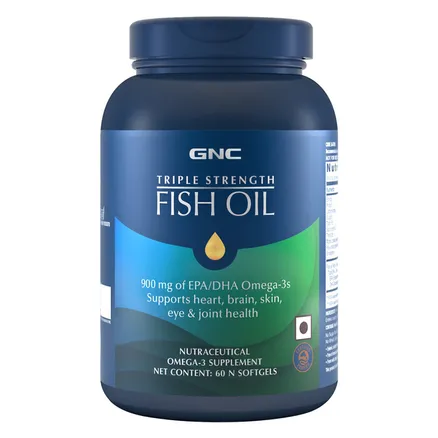 GNC
TRIPLE STRENGTH
FISH OIL
900 mg of EPA/DHA Omega-3s
Supports heart, brain, skin,
eye & joint health
NUTRACEUTICAL
OMEGA-3 SUPPLEMENT
NET CONTENT: 60 N SOFTGELS